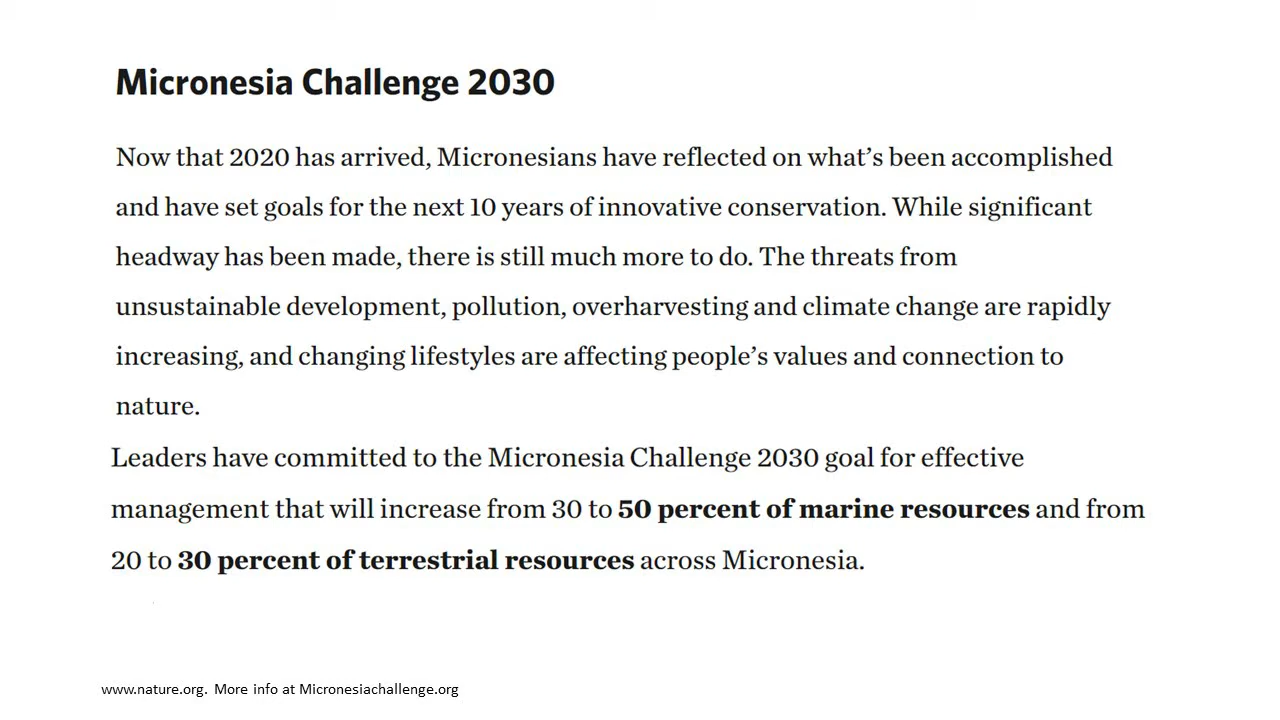 Micronesia Challenge 2030
Now that 2020 has arrived, Micronesians have reflected on what’s been accomplished
and have set goals for the next 10 years of innovative conservation. While significant
headway has been made, there is still much more to do. The threats from
unsustainable development, pollution, overharvesting and climate change are rapidly
increasing, and changing lifestyles are affecting people’s values and connection to
nature.
Leaders have committed to the Micronesia Challenge 2030 goal for effective
management that will increase from 30 to 50 percent of marine resources and from
20 to 30 percent of terrestrial resources across Micronesia.
www.nature.org. More info at Micronesiachallenge.org